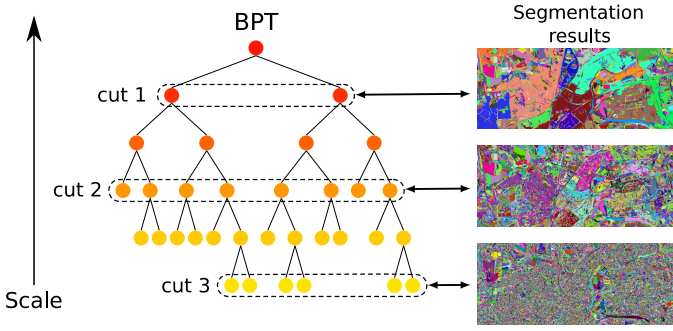 BPT
Segmentation
results
cut 1
cut 2
cut 3
Scale